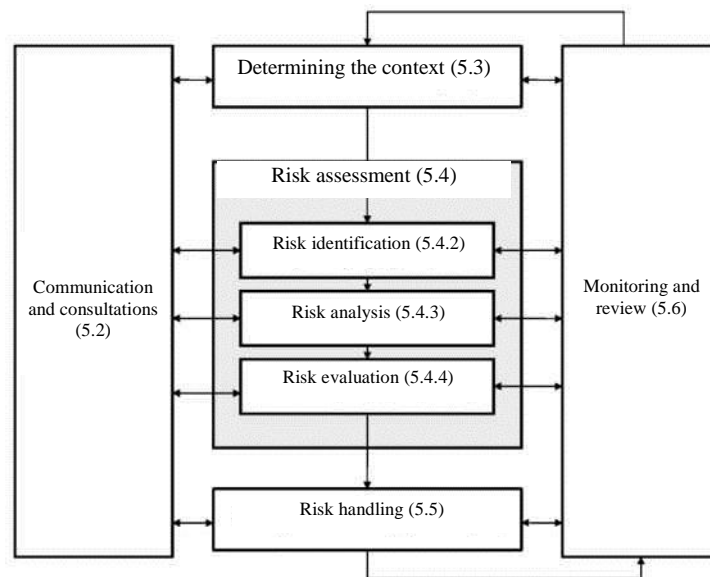 Determining the context (5.3)
Risk assessment (5.4)
Risk identification (5.4.2)
Communication
and consultations
(5.2)
Monitoring and
review (5.6)
Risk analysis (5.4.3)
Risk evaluation (5.4.4)
Risk handling (5.5)